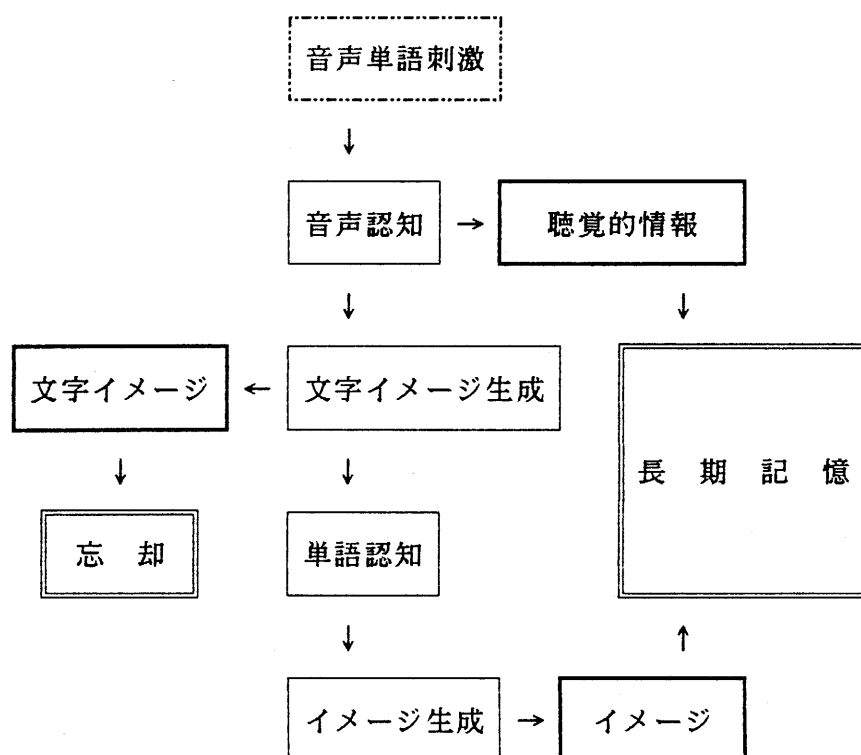 音声単語刺激
↓
音声認知 → 聴覚的情報
↓ ↓
文字イメージ ← 文字イメージ生成
長期記憶
↓ ↓
忘却 単語認知
↓ ↑
イメージ生成 → イメージ